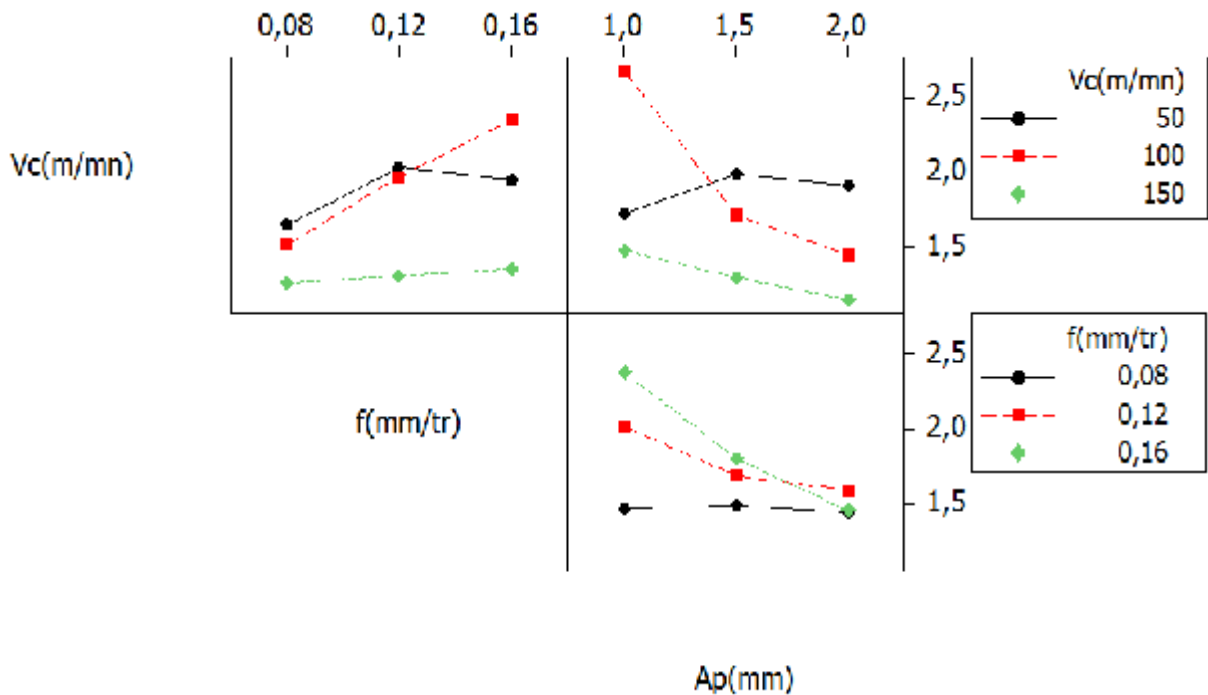 0,08 0,12 0,16 1,0 1,5 2,0
Vc(m/mn)
2,5
2,0
1,5
Vc(m/mn)
50
100
150
f(mm/tr)
2,5
2,0
1,5
f(mm/tr)
0,08
0,12
0,16
Ap(mm)